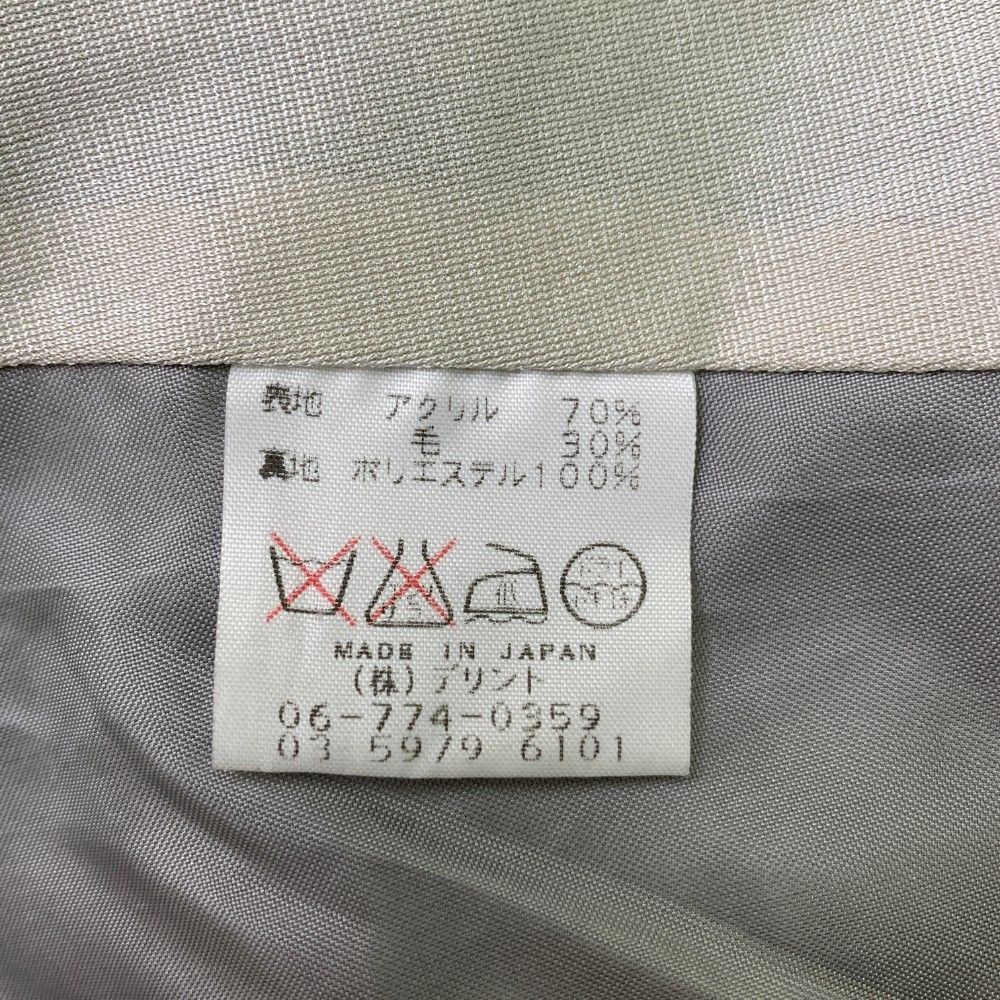 表地 アクリル 70%
毛 30%
裏地 ポリエステル100%
MADE IN JAPAN
(株)デリント
06-774-0359
03 5979 6101